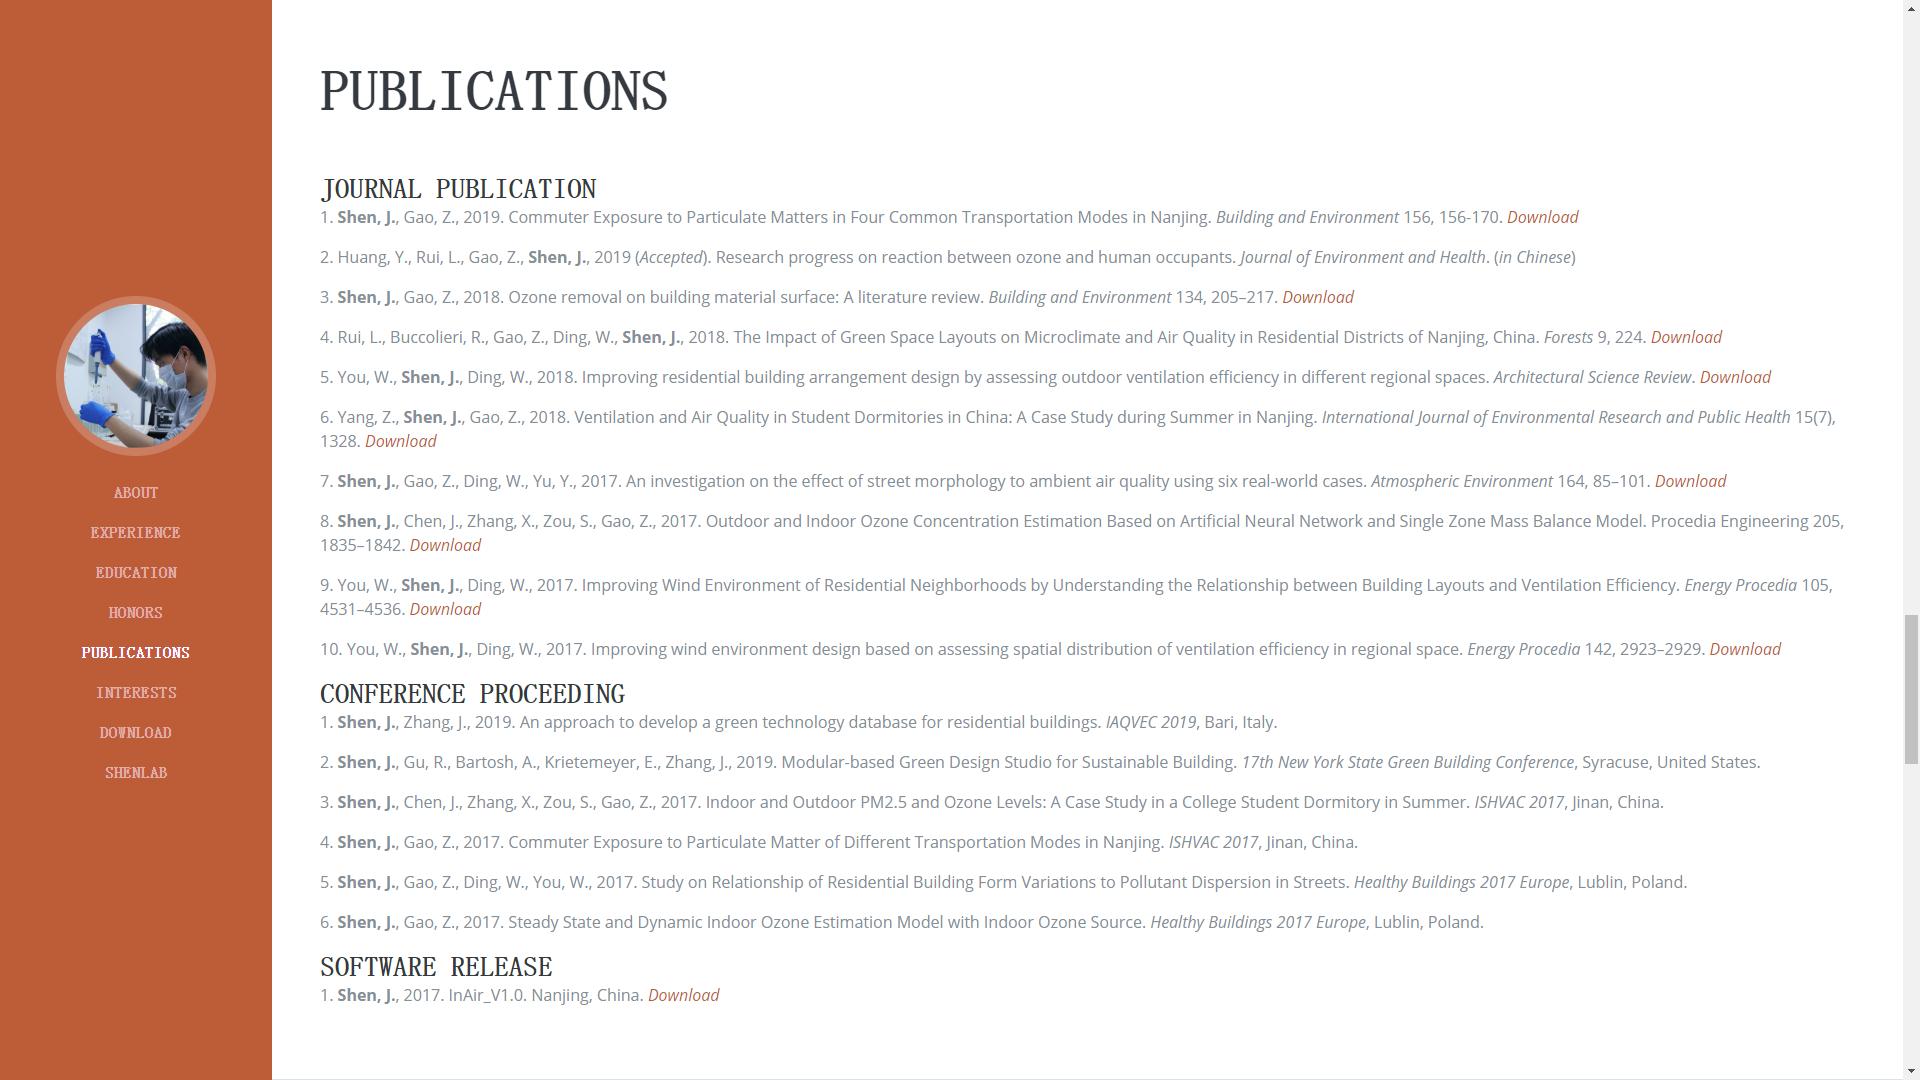 ABOUT
EXPERIENCE
EDUCATION
HONORS
PUBLICATIONS
INTERESTS
DOWNLOAD
SHENLAB
PUBLICATIONS
JOURNAL PUBLICATION
1. Shen, J., Gao, Z., 2019. Commuter Exposure to Particulate Matters in Four Common Transportation Modes in Nanjing. Building and Environment 156, 156-170. Download
2. Huang, Y., Rui, L., Gao, Z., Shen, J., 2019 (Accepted). Research progress on reaction between ozone and human occupants. Journal of Environment and Health. (in Chinese)
3. Shen, J., Gao, Z., 2018. Ozone removal on building material surface: A literature review. Building and Environment 134, 205–217. Download
4. Rui, L., Buccolieri, R., Gao, Z., Ding, W., Shen, J., 2018. The Impact of Green Space Layouts on Microclimate and Air Quality in Residential Districts of Nanjing, China. Forests 9, 224. Download
5. You, W., Shen, J., Ding, W., 2018. Improving residential building arrangement design by assessing outdoor ventilation efficiency in different regional spaces. Architectural Science Review. Download
6. Yang, Z., Shen, J., Gao, Z., 2018. Ventilation and Air Quality in Student Dormitories in China: A Case Study during Summer in Nanjing. International Journal of Environmental Research and Public Health 15(7),
1328. Download
7. Shen, J., Gao, Z., Ding, W., Yu, Y., 2017. An investigation on the effect of street morphology to ambient air quality using six real-world cases. Atmospheric Environment 164, 85–101. Download
8. Shen, J., Chen, J., Zhang, X., Zou, S., Gao, Z., 2017. Outdoor and Indoor Ozone Concentration Estimation Based on Artificial Neural Network and Single Zone Mass Balance Model. Procedia Engineering 205,
1835–1842. Download
9. You, W., Shen, J., Ding, W., 2017. Improving Wind Environment of Residential Neighborhoods by Understanding the Relationship between Building Layouts and Ventilation Efficiency. Energy Procedia 105,
4531–4536. Download
10. You, W., Shen, J., Ding, W., 2017. Improving wind environment design based on assessing spatial distribution of ventilation efficiency in regional space. Energy Procedia 142, 2923–2929. Download
CONFERENCE PROCEEDING
1. Shen, J., Zhang, J., 2019. An approach to develop a green technology database for residential buildings. IAQVEC 2019, Bari, Italy.
2. Shen, J., Gu, R., Bartosh, A., Krietemeyer, E., Zhang, J., 2019. Modular-based Green Design Studio for Sustainable Building. 17th New York State Green Building Conference, Syracuse, United States.
3. Shen, J., Chen, J., Zhang, X., Zou, S., Gao, Z., 2017. Indoor and Outdoor PM2.5 and Ozone Levels: A Case Study in a College Student Dormitory in Summer. ISHVAC 2017, Jinan, China.
4. Shen, J., Gao, Z., 2017. Commuter Exposure to Particulate Matter of Different Transportation Modes in Nanjing. ISHVAC 2017, Jinan, China.
5. Shen, J., Gao, Z., Ding, W., You, W., 2017. Study on Relationship of Residential Building Form Variations to Pollutant Dispersion in Streets. Healthy Buildings 2017 Europe, Lublin, Poland.
6. Shen, J., Gao, Z., 2017. Steady State and Dynamic Indoor Ozone Estimation Model with Indoor Ozone Source. Healthy Buildings 2017 Europe, Lublin, Poland.
SOFTWARE RELEASE
1. Shen, J., 2017. InAir_V1.0. Nanjing, China. Download